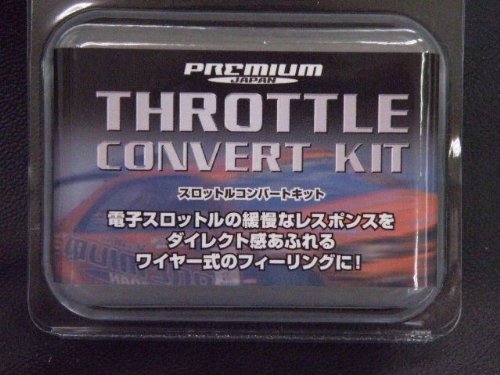 PREMIUM
JAPAN
THROTTLE
CONVERT KIT
スロットルコンバートキット
電子スロットルの緩慢なレスポンスを
ダイレクト感あふれる
ワイヤー式のフィーリングに!